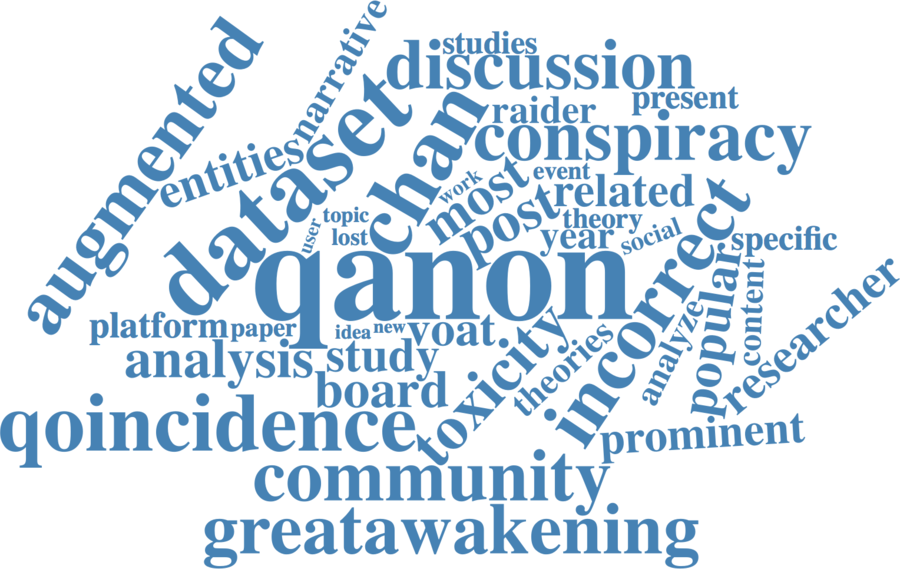 augmented
narrative
studies
discussion
dataset
chan
raider
present
conspiracy
entities
work
most
event
related
post
theory
topic
user
lost
year
social
specific
qanon
incorrect
popular
content
researcher
platform
paper
idea
new
voat
analyze
analysis
study
toxicity
theories
board
qoincidence
prominent
community
greatawakening